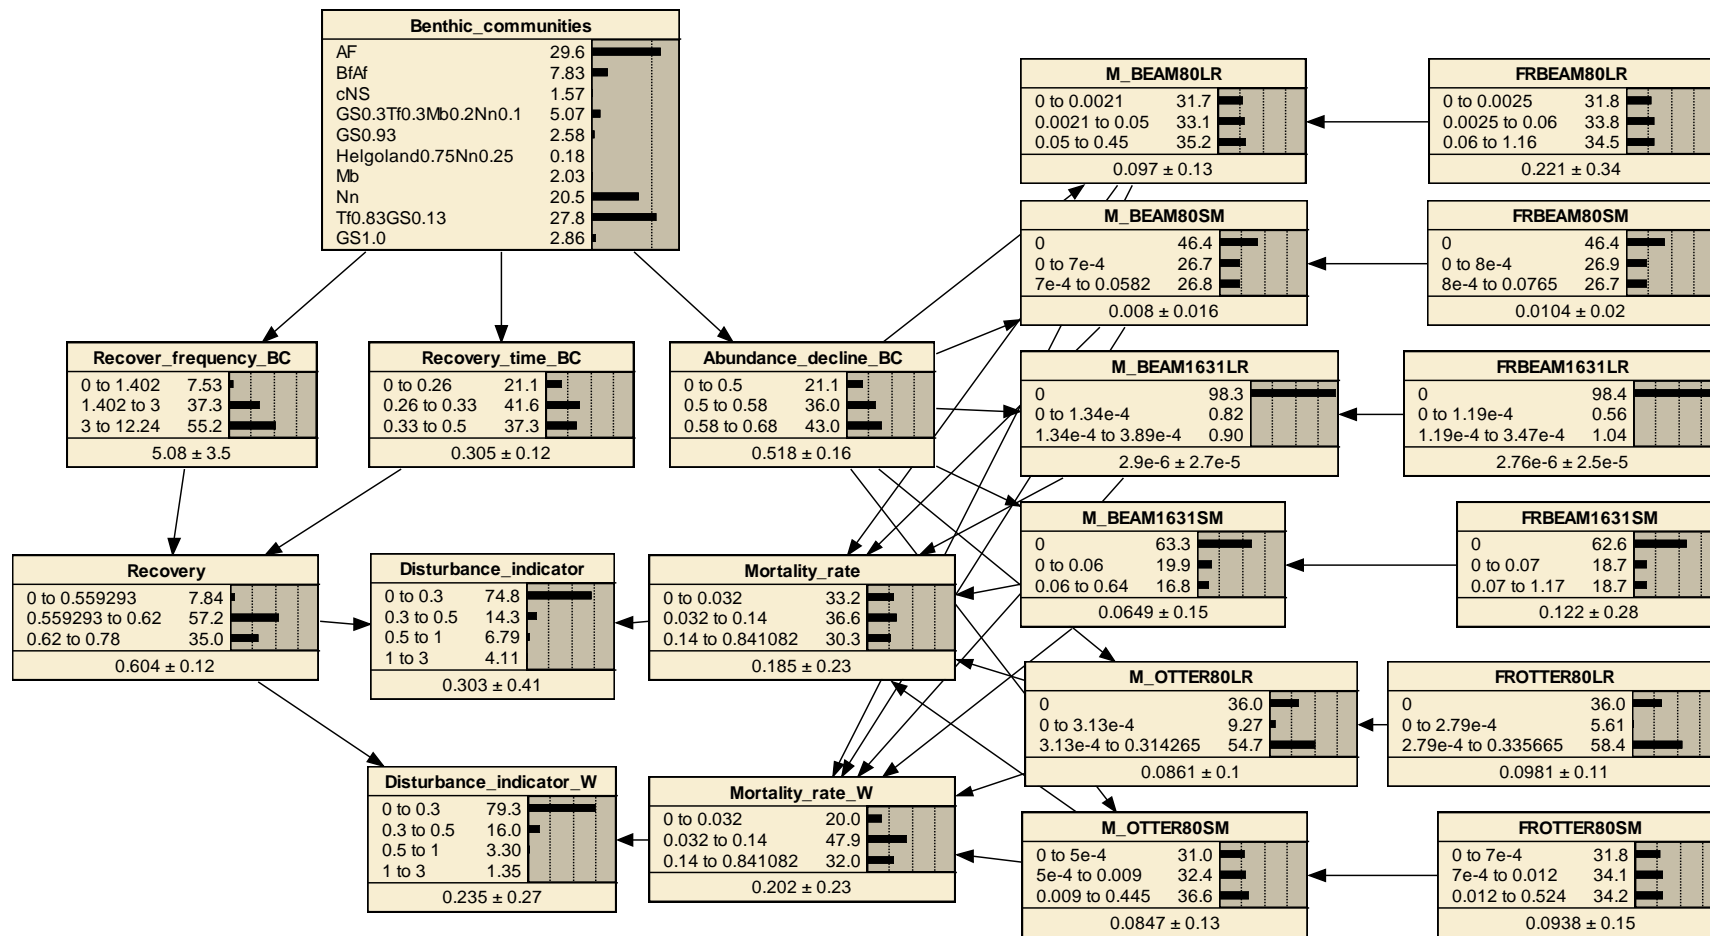 Benthic_communities
AF 29.6
BfAf 7.83
cNS 1.57
GS0.3Tf0.3Mb0.2Nn0.1 5.07
GS0.93 2.58
Helgoland0.75Nn0.25 0.18
Mb 2.03
Nn 20.5
Tf0.83GS0.13 27.8
GS1.0 2.86
M_BEAM80LR
0 to 0.0021 31.7
0.0021 to 0.05 33.1
0.05 to 0.45 35.2
0.097 ± 0.13
FRBEAM80LR
0 to 0.0025 31.8
0.0025 to 0.06 33.8
0.06 to 1.16 34.5
0.221 ± 0.34
M_BEAM80SM
0 46.4
0 to 7e-4 26.7
7e-4 to 0.0582 26.8
0.008 ± 0.016
FRBEAM80SM
0 46.4
0 to 8e-4 26.9
8e-4 to 0.0765 26.7
0.0104 ± 0.02
Recover_frequency_BC
0 to 1.402 7.53
1.402 to 3 37.3
3 to 12.24 55.2
5.08 ± 3.5
Recovery_time_BC
0 to 0.26 21.1
0.26 to 0.33 41.6
0.33 to 0.5 37.3
0.305 ± 0.12
Abundance_decline_BC
0 to 0.5 21.1
0.5 to 0.58 36.0
0.58 to 0.68 43.0
0.518 ± 0.16
M_BEAM1631LR
0 98.3
0 to 1.34e-4 0.82
1.34e-4 to 3.89e-4 0.90
2.9e-6 ± 2.7e-5
FRBEAM1631LR
0 98.4
0 to 1.19e-4 0.56
1.19e-4 to 3.47e-4 1.04
2.76e-6 ± 2.5e-5
M_BEAM1631SM
0 63.3
0 to 0.06 19.9
0.06 to 0.64 16.8
0.0649 ± 0.15
FRBEAM1631SM
0 62.6
0 to 0.07 18.7
0.07 to 1.17 18.7
0.122 ± 0.28
Recovery
0 to 0.559293 7.84
0.559293 to 0.62 57.2
0.62 to 0.78 35.0
0.604 ± 0.12
Disturbance_indicator
0 to 0.3 74.8
0.3 to 0.5 14.3
0.5 to 1 6.79
1 to 3 4.11
0.303 ± 0.41
Mortality_rate
0 to 0.032 33.2
0.032 to 0.14 36.6
0.14 to 0.841082 30.3
0.185 ± 0.23
M_OTTER80LR
0 36.0
0 to 3.13e-4 9.27
3.13e-4 to 0.314265 54.7
0.0861 ± 0.1
FROTTER80LR
0 36.0
0 to 2.79e-4 5.61
2.79e-4 to 0.335665 58.4
0.0981 ± 0.11
Disturbance_indicator_W
0 to 0.3 79.3
0.3 to 0.5 16.0
0.5 to 1 3.30
1 to 3 1.35
0.235 ± 0.27
Mortality_rate_W
0 to 0.032 20.0
0.032 to 0.14 47.9
0.14 to 0.841082 32.0
0.202 ± 0.23
M_OTTER80SM
0 to 5e-4 31.0
5e-4 to 0.009 32.4
0.009 to 0.445 36.6
0.0847 ± 0.13
FROTTER80SM
0 to 7e-4 31.8
7e-4 to 0.012 34.1
0.012 to 0.524 34.2
0.0938 ± 0.15